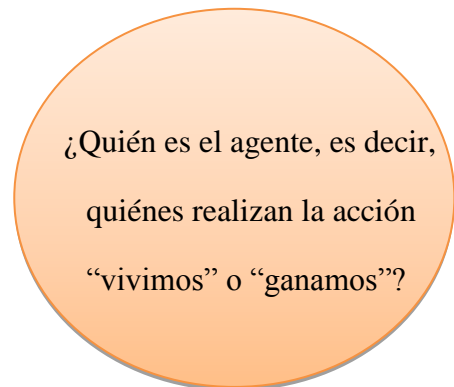 ¿Quién es el agente, es decir,
quiénes realizan la acción
“vivimos” o “ganamos”?